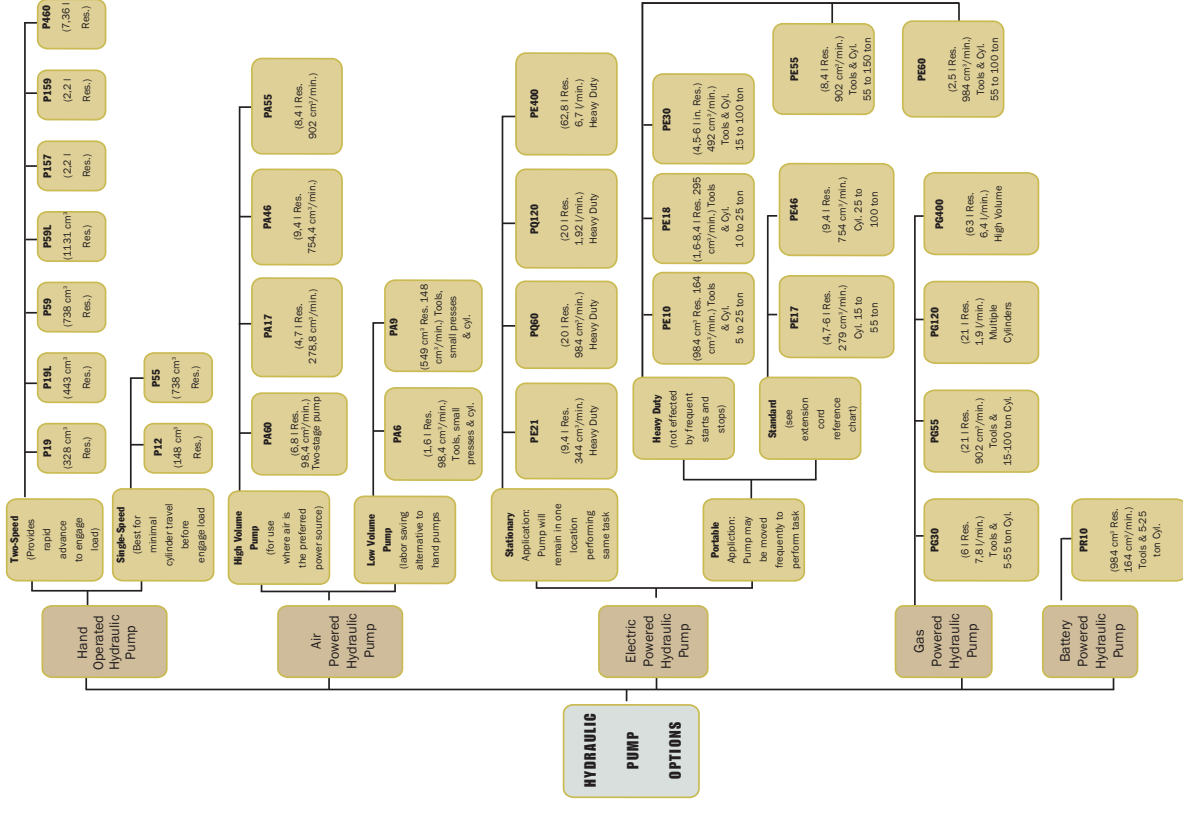 HYDRAULIC
PUMP
OPTIONS
Hand
Operated
Hydraulic
Pump
Two-Speed
(Provides
rapid
advance
to engage
load)
P19
(328 cm³
Res.)
P19L
(443 cm³
Res.)
P59
(738 cm³
Res.)
P59L
(1131 cm³
Res.)
P157
(2,2 l
Res.)
P159
(2,2 l
Res.)
P460
(7,36 l
Res.)
Single-Speed
(Best for
minimal
cylinder travel
before
engage load
P12
(148 cm³
Res.)
P55
(738 cm³
Res.)
Air
Powered
Hydraulic
Pump
High Volume
Pump
(for use
where air is
the preferred
power source)
PA60
(6,8 l Res.
98,4 cm³/min.)
Two-stage pump
PA17
(4,7 l Res.
278,8 cm³/min.)
PA46
(9,4 l Res.
754,4 cm³/min.)
PA55
(8,4 l Res.
902 cm³/min.)
Low Volume
Pump
(labor saving
alternative to
hand pumps
PA6
(1,6 l Res.
98,4 cm³/min.)
Tools, small
presses & cyl.
PA9
(549 cm³ Res. 148
cm³/min.) Tools,
small presses
& cyl.
Electric
Powered
Hydraulic
Pump
Stationary
Application:
Pump will
remain in one
location
performing
same task
PE21
(9,4 l Res.
344 cm³/min.)
Heavy Duty
PQ60
(20 l Res.
984 cm³/min.)
Heavy Duty
PQ120
(20 l Res.
1,92 l/min.)
Heavy Duty
PE400
(62,8 l Res.
6,7 l/min.)
Heavy Duty
Portable
Appliction:
Pump may
be moved
frequently to
perform task
Heavy Duty
(not effected
by frequent
starts and
stops)
PE10
(984 cm³ Res. 164
cm³/min.) Tools
& Cyl.
5 to 25 ton
PE18
(1,6-8,4 l Res. 295
cm³/min.) Tools
& Cyl.
10 to 25 ton
PE30
(4,5-6 l in. Res.)
492 cm³/min.)
Tools & Cyl.
15 to 100 ton
PE55
(8,4 l Res.
902 cm³/min.)
Tools & Cyl.
55 to 150 ton
PE60
(2,5 l Res.
984 cm³/min.)
Tools & Cyl.
55 to 100 ton
Standard
(see
extension
cord
reference
chart)
PE17
(4,7-6 l Res.
279 cm³/min.)
Cyl. 15 to
55 ton
PE46
(9,4 l Res.
754 cm³/min.)
Cyl. 25 to
100 ton
Gas
Powered
Hydraulic
Pump
PG30
(6 l Res.
7,8 l/min.)
Tools &
5-55 ton Cyl.
PG55
(21 l Res.
902 cm³/min.)
Tools &
15-100 ton Cyl.
PG120
(21 l Res.
1.9 l/min.)
Multiple
Cylinders
PG400
(63 l Res.
6,4 l/min.)
High Volume
Battery
Powered
Hydraulic
Pump
PR10
(984 cm³ Res.
164 cm³/min.)
Tools & 5-25
ton Cyl.